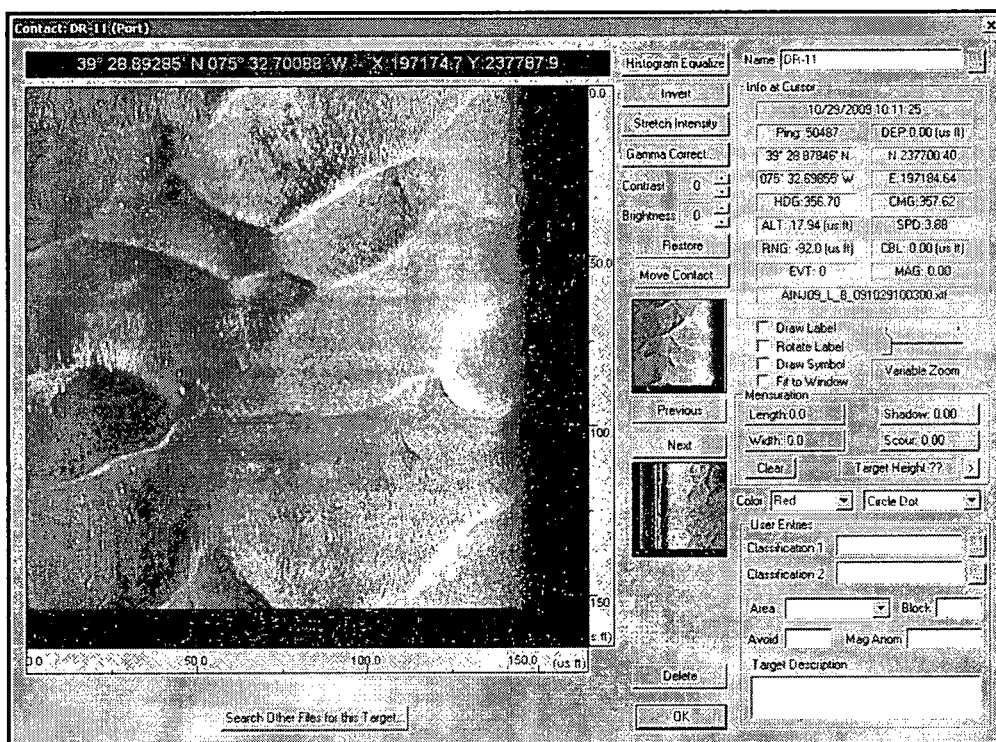 Contact: DR-11 (Port)
39° 28.89285' N 075° 32.70088' W - X:197174.7 Y:237787.9
0.0
50.0
100
150
s ft)
0.0
50.0
100.0
150.0
(us ft)
Search Other Files for this Target...
Histogram Equalize
Invert
Stretch Intensity
Gamma Correct...
Contrast 0
Brightness 0
Restore
Move Contact
Previous
Next
Delete
OK
Name DR-11
Info at Cursor
10/29/2009 10:11:25
Ping: 50487 DEP:0.00 (us ft)
39° 28.87846' N N:237700.40
075° 32.69855' W E:197184.64
HDG:356.70 CMG:357.62
ALT: 17.94 (us ft) SPD:3.88
RNG: -92.0 (us ft) CBL: 0.00 (us ft)
EVT: 0 MAG: 0.00
AINJ09_L_8_091029100300.xtf
Draw Label
Rotate Label
Draw Symbol
Fit to Window
Variable Zoom
Mensuration
Length:0.0 Shadow: 0.00
Width: 0.0 Scour: 0.00
Clear Target Height ?? >
Color Red Circle Dot
User Entries
Classification 1
Classification 2
Area Block
Avoid Mag Anom
Target Description